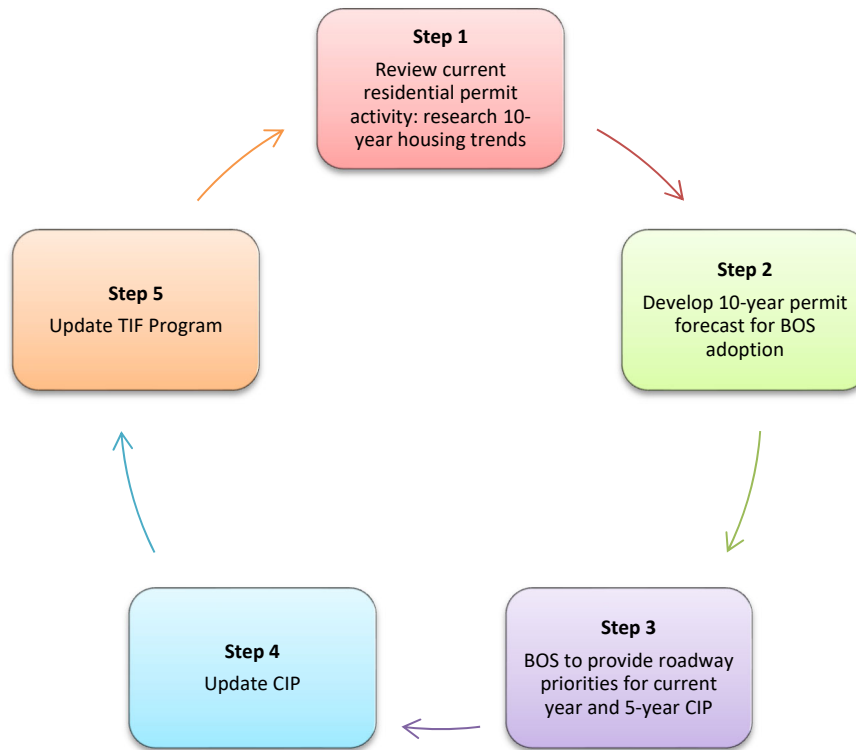 Step 1
Review current
residential permit
activity: research 10-
year housing trends
Step 2
Develop 10-year permit
forecast for BOS
adoption
Step 3
BOS to provide roadway
priorities for current
year and 5-year CIP
Step 4
Update CIP
Step 5
Update TIF Program